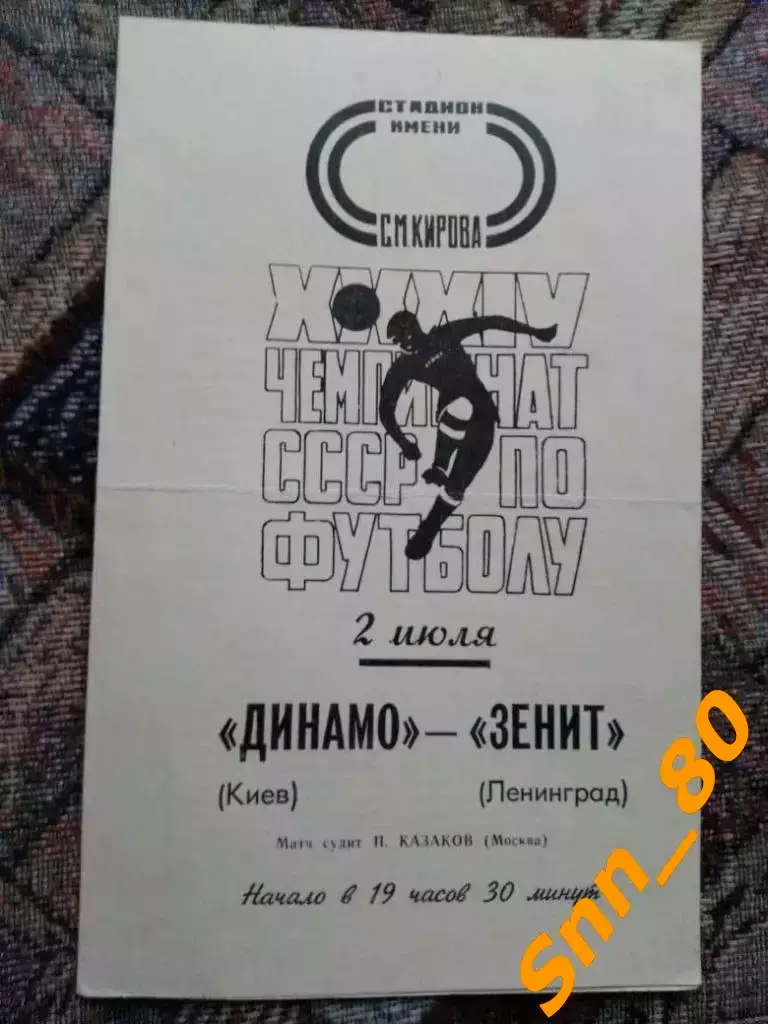 СТАДИОН
ИМЕНИ
С.М.КИРОВА
XXXIV
ЧЕМПИОНАТ
СССР ПО
ФУТБОЛУ
2 июля
«ДИНАМО» — «ЗЕНИТ»
(Киев) (Ленинград)
Матч судит П. КАЗАКОВ (Москва)
Начало в 19 часов 30 минут
Snn_80